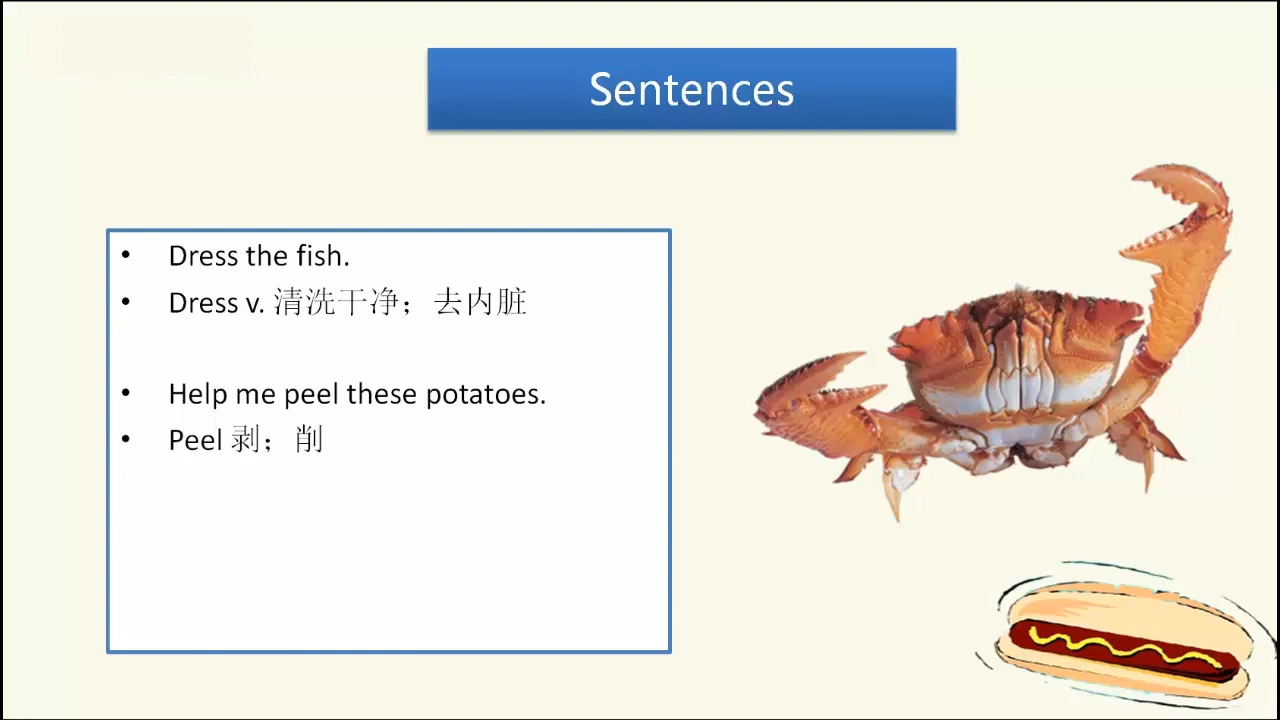 Sentences
• Dress the fish.
• Dress v. 清洗干净；去内脏
• Help me peel these potatoes.
• Peel 剥；削